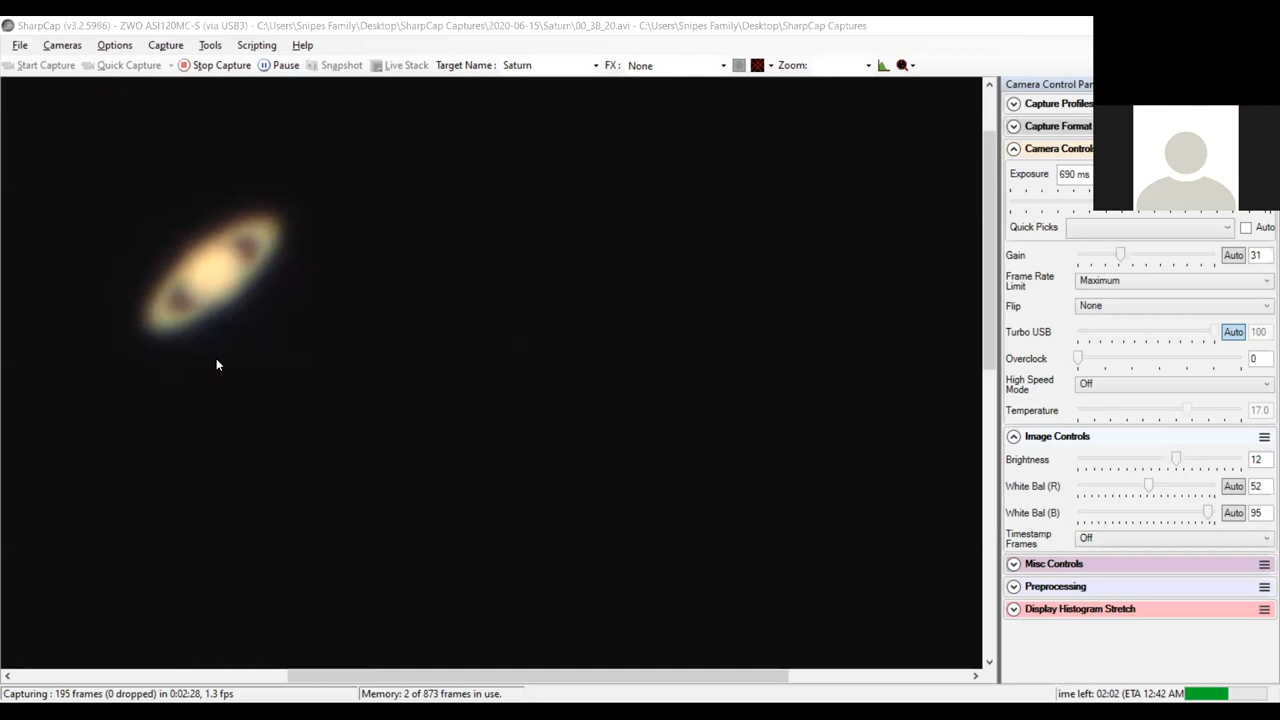 SharpCap (v3.2.5986) - ZWO ASI120MC-S (via USB3) - C:\Users\Snipes Family\Desktop\SharpCap Captures\2020-06-15\Saturn\00_38_20.avi - C:\Users\Snipes Family\Desktop\SharpCap Captures
File Cameras Options Capture Tools Scripting Help
Start Capture Quick Capture Stop Capture Pause Snapshot Live Stack Target Name : Saturn FX : None Zoom:
Camera Control Pan
Capture Profiles
Capture Format
Camera Controls
Exposure 690 ms
Quick Picks Auto
Gain Auto 31
Frame Rate Limit Maximum
Flip None
Turbo USB Auto 100
Overclock 0
High Speed Mode Off
Temperature 17.0
Image Controls
Brightness 12
White Bal (R) Auto 52
White Bal (B) Auto 95
Timestamp Frames Off
Misc Controls
Preprocessing
Display Histogram Stretch
Capturing : 195 frames (0 dropped) in 0:02:28, 1.3 fps Memory: 2 of 873 frames in use. ime left: 02:02 (ETA 12:42 AM